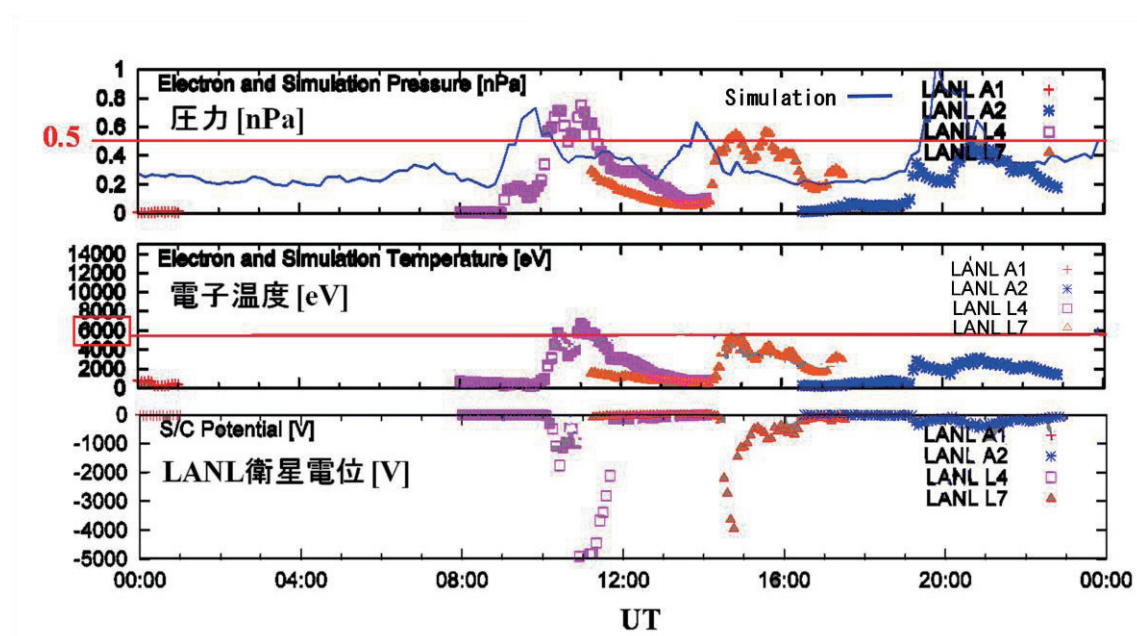 Electron and Simulation Pressure [nPa]
圧力 [nPa]
Simulation
LANL A1
LANL A2
LANL L4
LANL L7
1
0.8
0.6
0.5
0.4
0.2
0
Electron and Simulation Temperature [eV]
電子温度 [eV]
LANL A1
LANL A2
LANL L4
LANL L7
14000
12000
10000
8000
6000
4000
2000
0
S/C Potential [V]
LANL衛星電位 [V]
LANL A1
LANL A2
LANL L4
LANL L7
0
-1000
-2000
-3000
-4000
-5000
00:00 04:00 08:00 12:00 16:00 20:00 00:00
UT